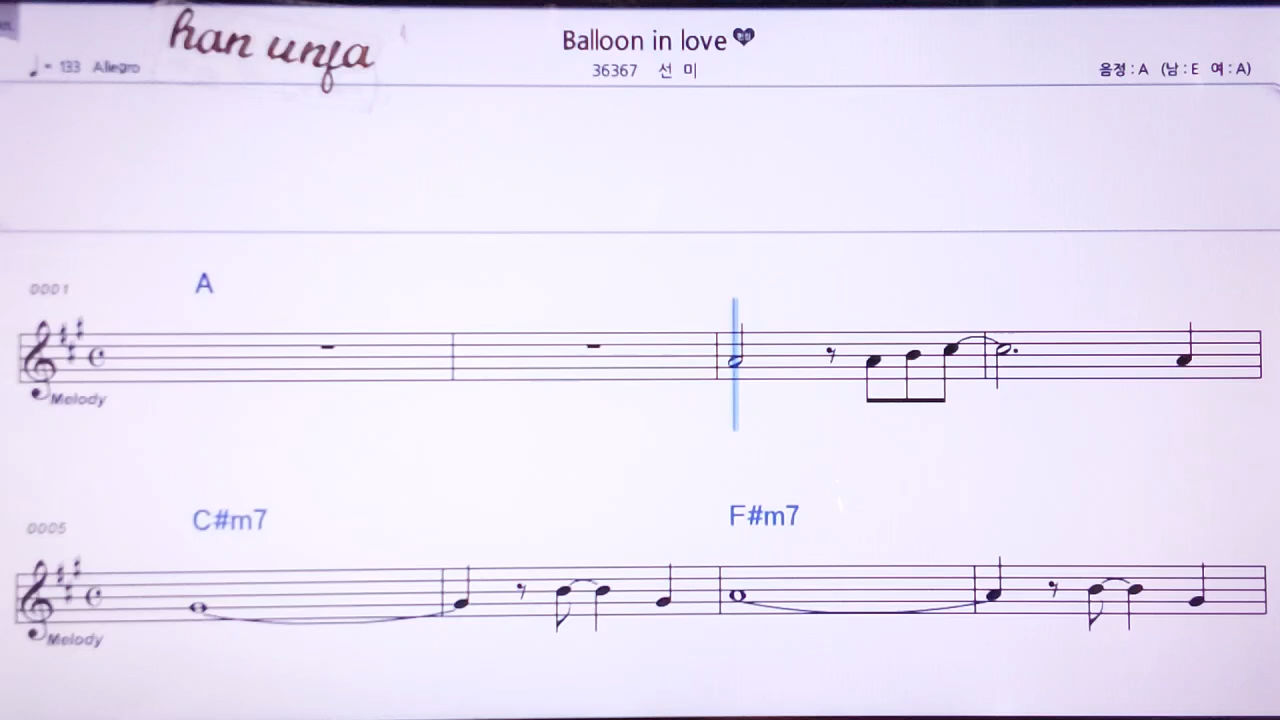 han unja
Balloon in love
36367 선 미
♩= 133 Allegro
음정 : A (남 : E 여 : A)
0001
A
Melody
0005
C#m7
F#m7
Melody